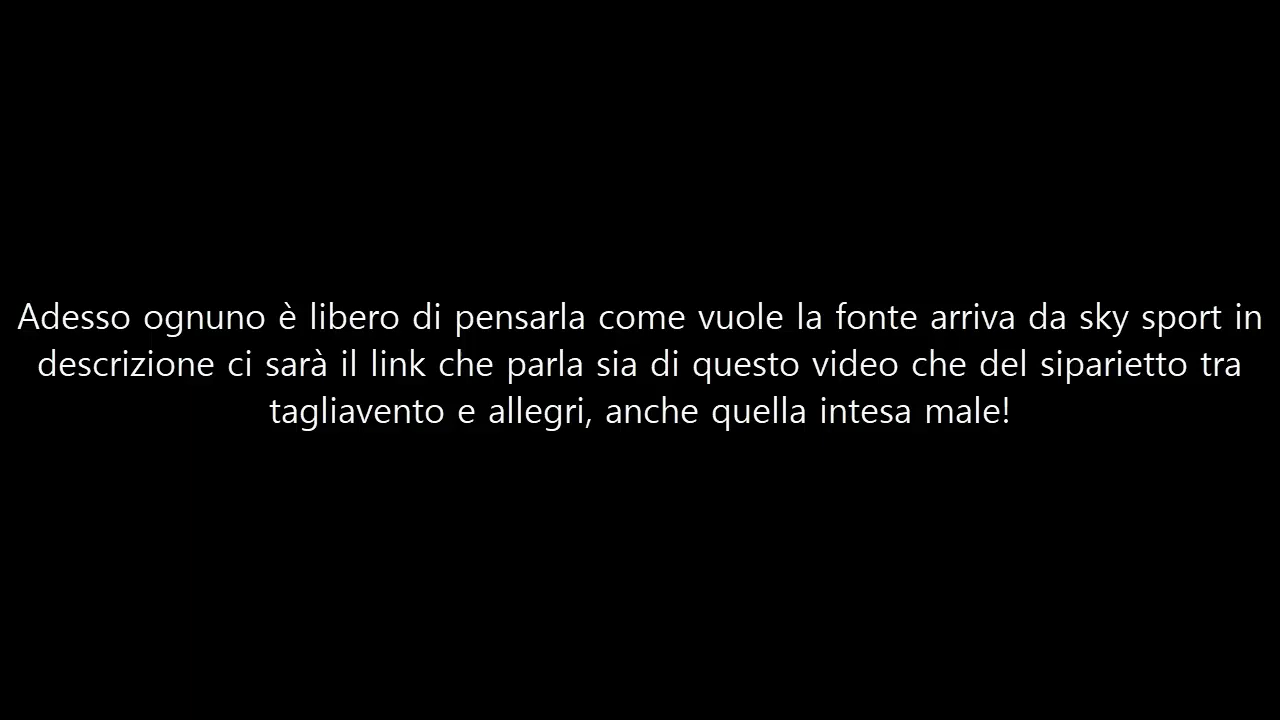 Adesso ognuno è libero di pensarla come vuole la fonte arriva da sky sport in
descrizione ci sarà il link che parla sia di questo video che del siparietto tra
tagliavento e allegri, anche quella intesa male!